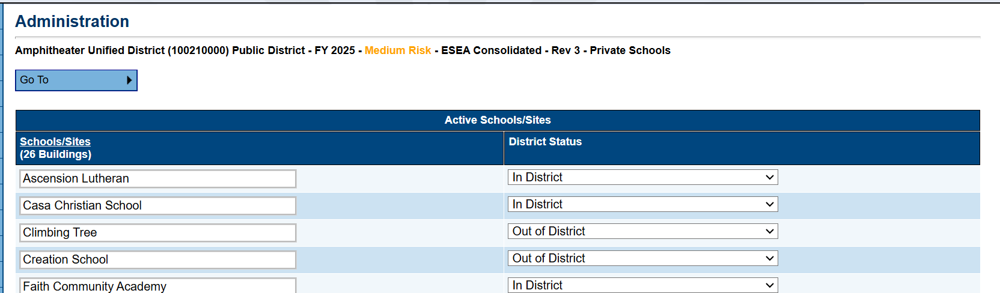 Administration
Amphitheater Unified District (100210000) Public District - FY 2025 - Medium Risk - ESEA Consolidated - Rev 3 - Private Schools
Go To
Active Schools/Sites
Schools/Sites
(26 Buildings)
District Status
Ascension Lutheran
In District
Casa Christian School
In District
Climbing Tree
Out of District
Creation School
Out of District
Faith Community Academy
In District